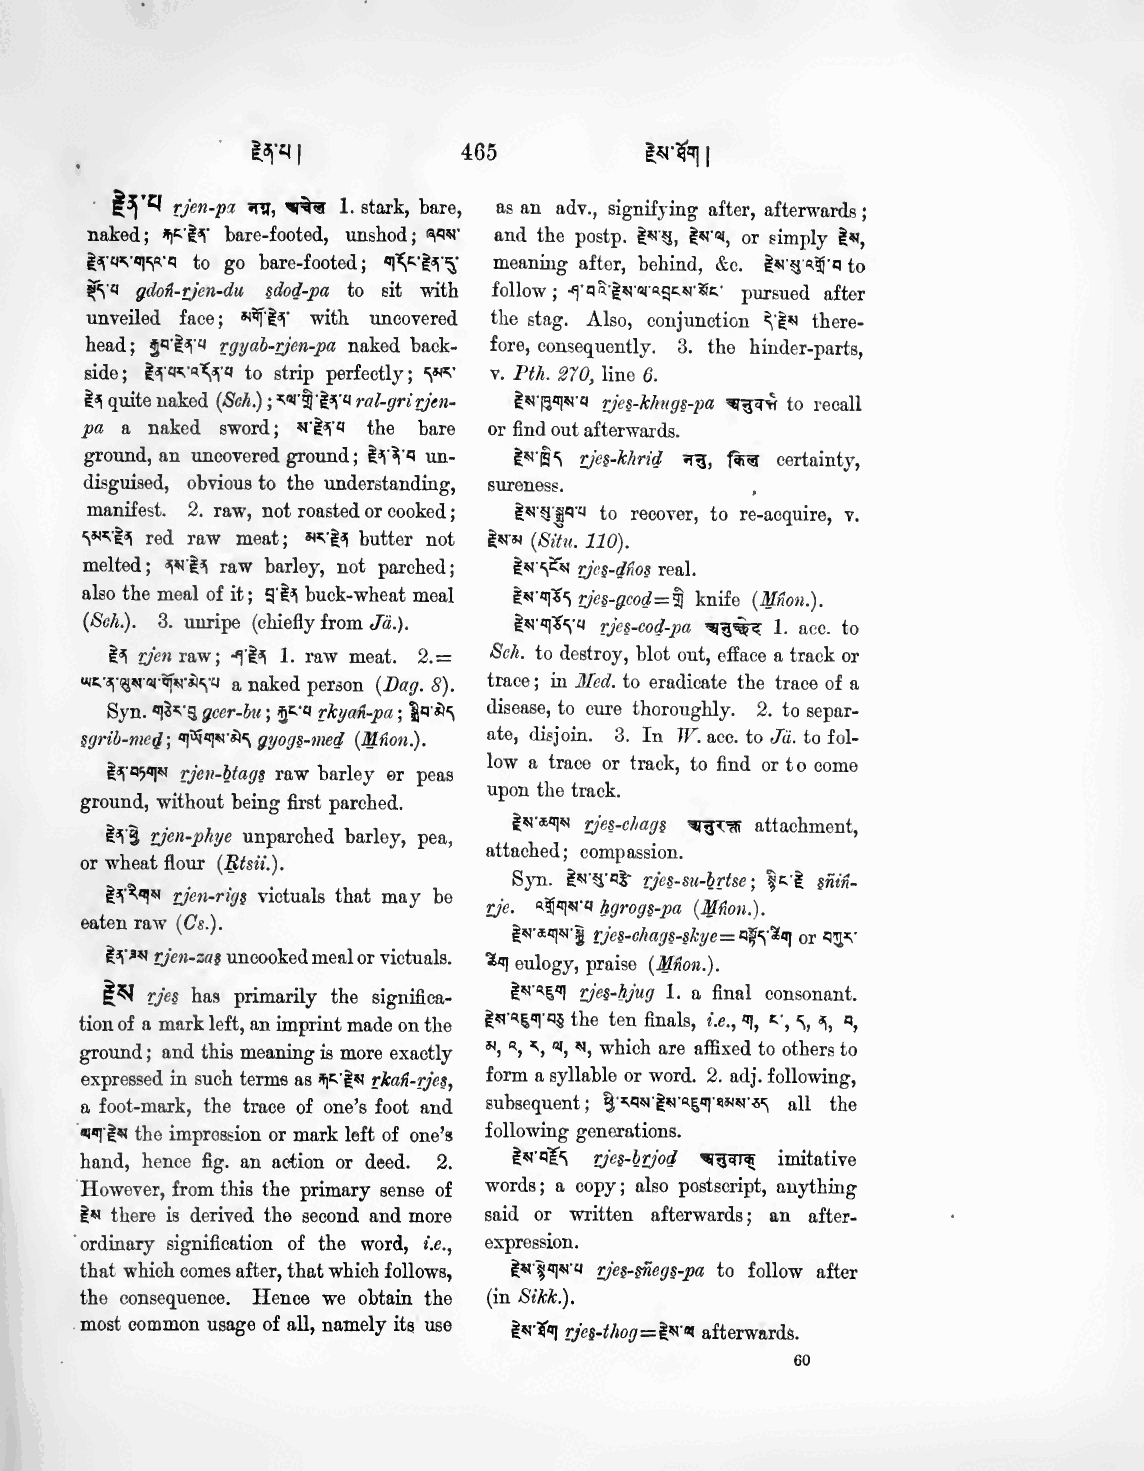 རྗེན་པ།
465
རྗེས་ཐོག།
རྗེན་པ rjen-pa नग्न, अचेल 1. stark, bare,
naked; རྐང་རྗེན་ bare-footed, unshod; ཞབས་
རྗེན་པར་གདའ་བ to go bare-footed; གདོང་རྗེན་དུ་
སྡོད་པ gdoṅ-rjen-du sdod-pa to sit with
unveiled face; མགོ་རྗེན་ with uncovered
head; རྒྱབ་རྗེན་པ rgyab-rjen-pa naked back-
side; རྗེན་པར་འདོན་པ to strip perfectly; དམར་
རྗེན quite naked (Sch.); རལ་གྲི་རྗེན་པ ral-gri rjen-
pa a naked sword; ས་རྗེན་པ the bare
ground, an uncovered ground; རྗེན་ནེ་བ un-
disguised, obvious to the understanding,
manifest. 2. raw, not roasted or cooked;
དམར་རྗེན red raw meat; མར་རྗེན butter not
melted; ནས་རྗེན raw barley, not parched;
also the meal of it; བྲ་རྗེན buck-wheat meal
(Sch.). 3. unripe (chiefly from Jä.).
རྗེན rjen raw; ཤ་རྗེན 1. raw meat. 2.=
ཡང་ན་ལུས་ལ་གོས་མེད་པ a naked person (Dag. 8).
Syn. གཅེར་བུ gcer-bu; རྐྱང་པ rkyaṅ-pa; སྒྲིབ་མེད
sgrib-med; གཡོགས་མེད gyogs-med (Mṅon.).
རྗེན་བཏགས rjen-btags raw barley or peas
ground, without being first parched.
རྗེན་ཕྱེ rjen-phye unparched barley, pea,
or wheat flour (Rtsii.).
རྗེན་རིགས rjen-rigs victuals that may be
eaten raw (Cs.).
རྗེན་ཟས rjen-zas uncooked meal or victuals.
རྗེས rjes has primarily the significa-
tion of a mark left, an imprint made on the
ground; and this meaning is more exactly
expressed in such terms as རྐང་རྗེས rkaṅ-rjes,
a foot-mark, the trace of one's foot and
ལག་རྗེས the impression or mark left of one's
hand, hence fig. an action or deed. 2.
However, from this the primary sense of
རྗེས there is derived the second and more
ordinary signification of the word, i.e.,
that which comes after, that which follows,
the consequence. Hence we obtain the
most common usage of all, namely its use
as an adv., signifying after, afterwards;
and the postp. རྗེས་སུ, རྗེས་ལ, or simply རྗེས,
meaning after, behind, &c. རྗེས་སུ་འགྲོ་བ to
follow; ཤ་བའི་རྗེས་ལ་འབྲངས་སོང་ pursued after
the stag. Also, conjunction དེ་རྗེས there-
fore, consequently. 3. the hinder-parts,
v. Pth. 270, line 6.
རྗེས་ཁུགས་པ rjes-khugs-pa to recall
or find out afterwards.
རྗེས་ཁྲིད rjes-khrid ननु, किल certainty,
sureness.
རྗེས་སུ་སྒྲུབ་པ to recover, to re-acquire, v.
རྗེས་མ (Situ. 110).
རྗེས་དངོས rjes-dṅos real.
རྗེས་གཅོད rjes-gcod=གྲི knife (Mṅon.).
རྗེས་གཅོད་པ rjes-cod-pa अनुच्छेद 1. acc. to
Sch. to destroy, blot out, efface a track or
trace; in Med. to eradicate the trace of a
disease, to cure thoroughly. 2. to separ-
ate, disjoin. 3. In W. acc. to Jä. to fol-
low a trace or track, to find or to come
upon the track.
རྗེས་ཆགས rjes-chags अनुरक्त attachment,
attached; compassion.
Syn. རྗེས་སུ་བརྩེ་ rjes-su-brtse; སྙིང་རྗེ sñiṅ-
rje. འགྲོགས་པ ḥgrogs-pa (Mṅon.).
རྗེས་ཆགས་སྐྱེ rjes-chags-skye=བསྟོད་ཚིག or བཀུར་
ཚིག eulogy, praise (Mṅon.).
རྗེས་འཇུག rjes-ḥjug 1. a final consonant.
རྗེས་འཇུག་བཅུ the ten finals, i.e., ག, ང་, ད, ན, བ,
མ, འ, ར, ལ, ས, which are affixed to others to
form a syllable or word. 2. adj. following,
subsequent; ཕྱི་རབས་རྗེས་འཇུག་ཐམས་ཅད all the
following generations.
རྗེས་བརྗོད rjes-brjod अनुवाक् imitative
words; a copy; also postscript, anything
said or written afterwards; an after-
expression.
རྗེས་སྙེགས་པ rjes-sñegs-pa to follow after
(in Sikk.).
རྗེས་ཐོག rjes-thog=རྗེས་ལ afterwards.
60